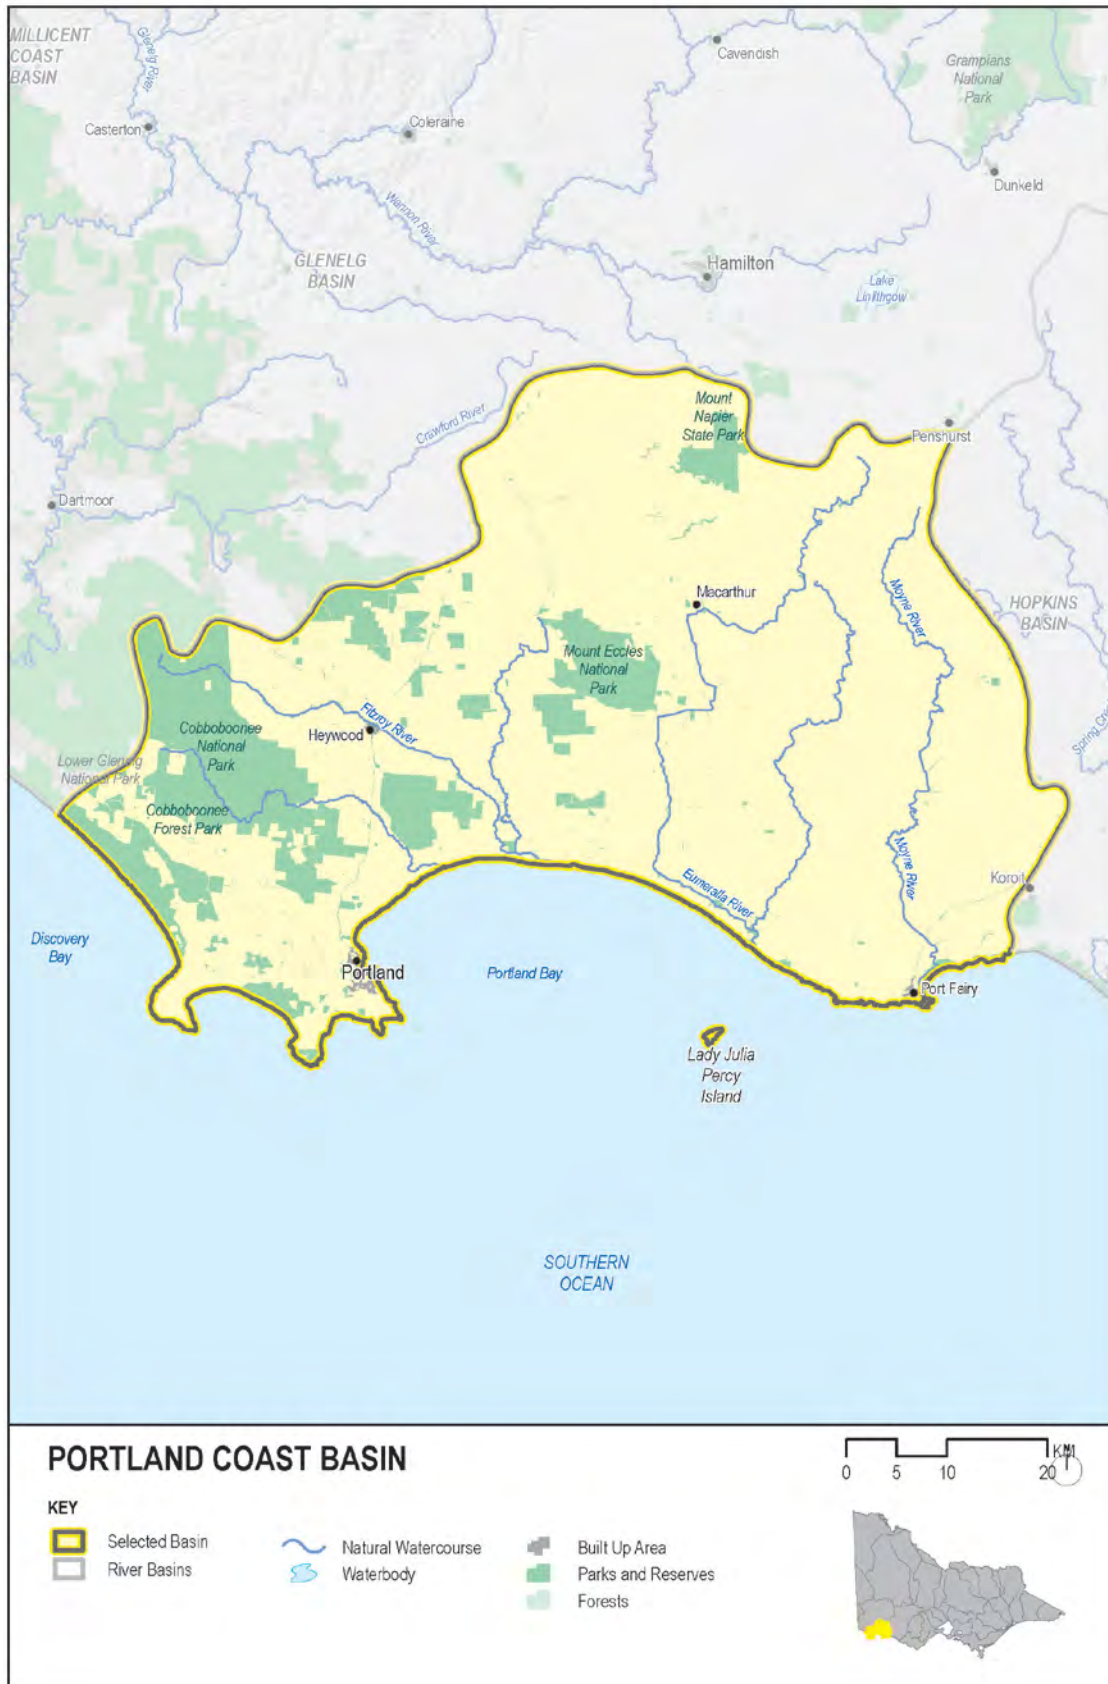 MILLICENT
COAST
BASIN
Glenelg River
Cavendish
Grampians
National
Park
Casterton
Coleraine
Dunkeld
Wannon River
GLENELG
BASIN
Hamilton
Lake
Linlithgow
Mount
Napier
State Park
Crawford River
Penshurst
Dartmoor
Macarthur
Moyne River
HOPKINS
BASIN
Mount Eccles
National
Park
Fitzroy River
Heywood
Cobboboonee
National
Park
Lower Glenelg
National Park
Spring Creek
Cobboboonee
Forest Park
Moyne River
Eumeralla River
Koroit
Discovery
Bay
Portland
Portland Bay
Port Fairy
Lady Julia
Percy
Island
SOUTHERN
OCEAN
PORTLAND COAST BASIN
KM
0 5 10 20
KEY
Selected Basin
River Basins
Natural Watercourse
Waterbody
Built Up Area
Parks and Reserves
Forests